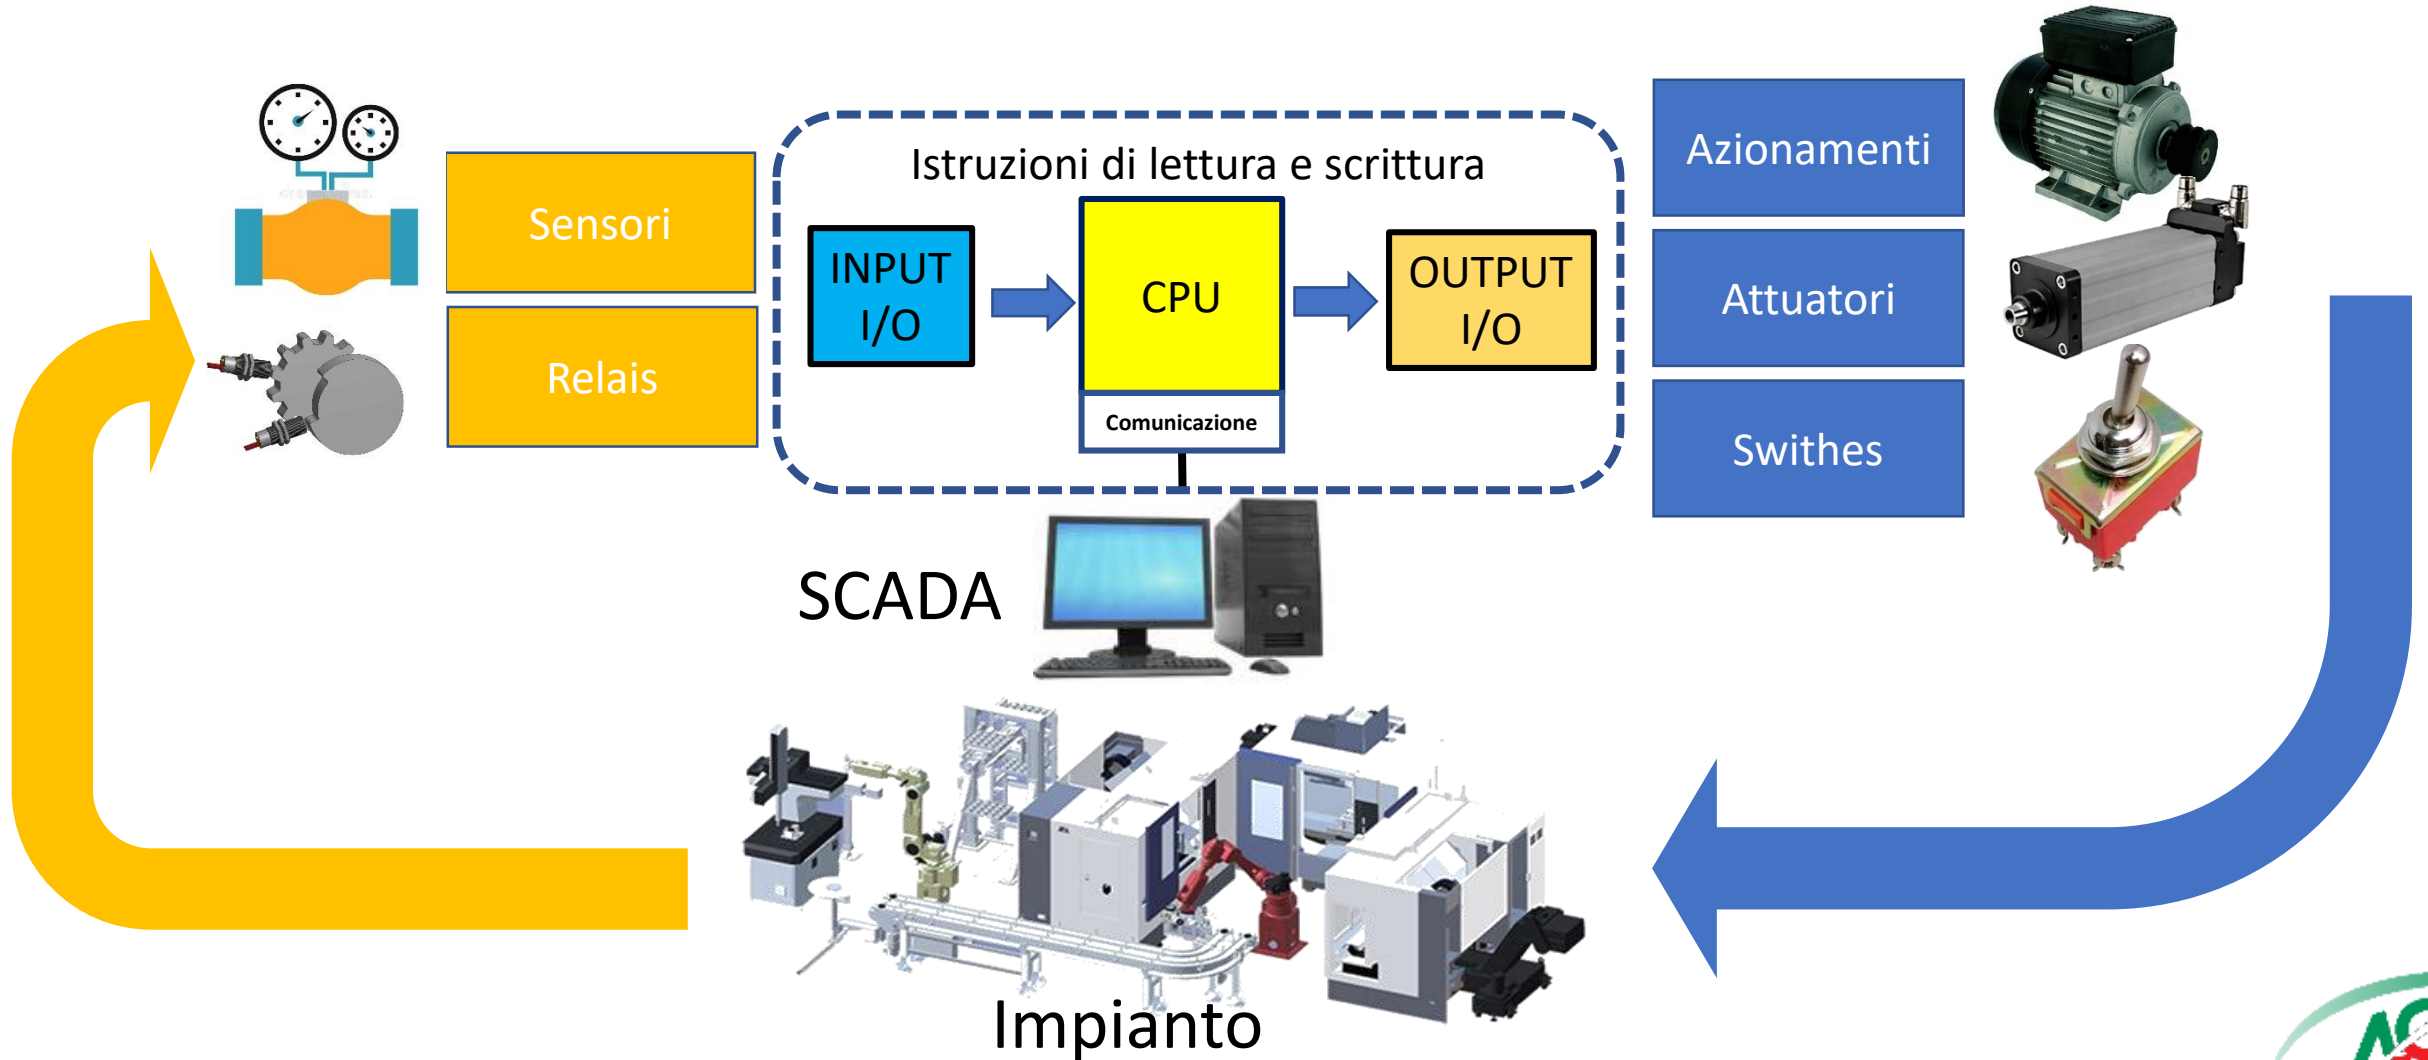 Istruzioni di lettura e scrittura
Sensori
Relais
INPUT
I/O
CPU
Comunicazione
OUTPUT
I/O
Azionamenti
Attuatori
Swithes
SCADA
Impianto